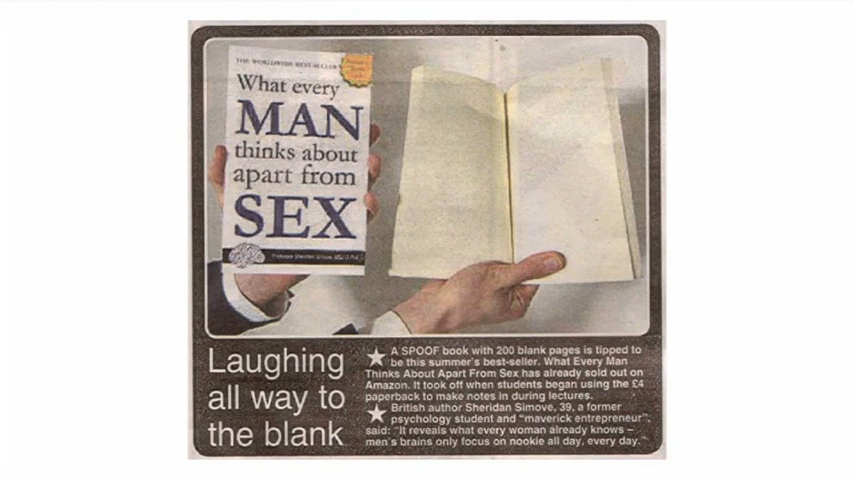 THE WORLDWIDE BEST-SELLER
What every
MAN
thinks about
apart from
SEX
Professor Sheridan Simove,
Laughing
all way to
the blank
★ A SPOOF book with 200 blank pages is tipped to
be this summer's best-seller. What Every Man
Thinks About Apart From Sex has already sold out on
Amazon. It took off when students began using the £4
paperback to make notes in during lectures.
★ British author Sheridan Simove, 39, a former
psychology student and "maverick entrepreneur",
said: "It reveals what every woman already knows –
men's brains only focus on nookie all day, every day."